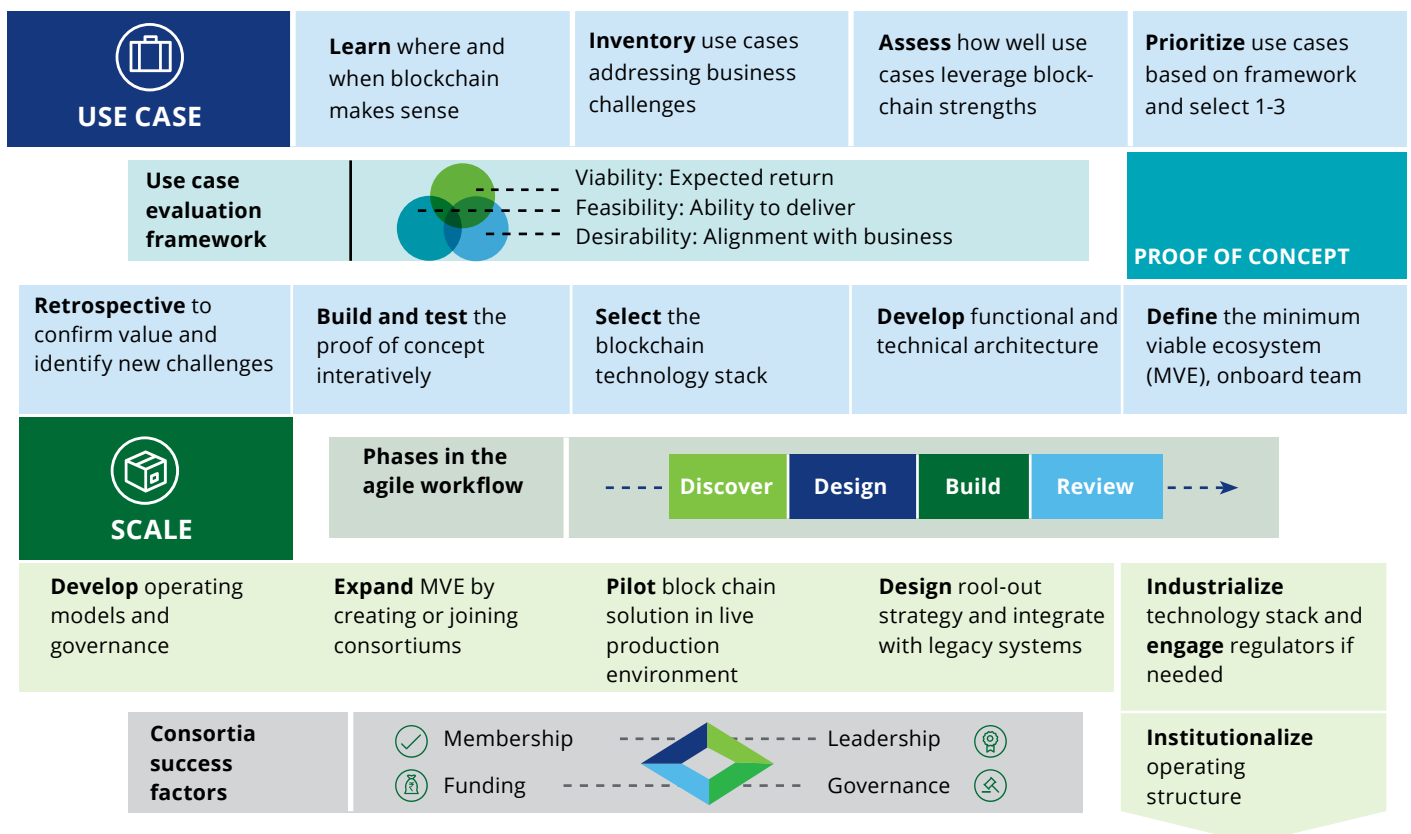 USE CASE
Learn where and
when blockchain
makes sense
Inventory use cases
addressing business
challenges
Assess how well use
cases leverage block-
chain strengths
Prioritize use cases
based on framework
and select 1-3
Use case
evaluation
framework
Viability: Expected return
Feasibility: Ability to deliver
Desirability: Alignment with business
PROOF OF CONCEPT
Retrospective to
confirm value and
identify new challenges
Build and test the
proof of concept
interatively
Select the
blockchain
technology stack
Develop functional and
technical architecture
Define the minimum
viable ecosystem
(MVE), onboard team
SCALE
Phases in the
agile workflow
Discover
Design
Build
Review
Develop operating
models and
governance
Expand MVE by
creating or joining
consortiums
Pilot block chain
solution in live
production
environment
Design rool-out
strategy and integrate
with legacy systems
Industrialize
technology stack and
engage regulators if
needed
Consortia
success
factors
Membership
Funding
₹
Leadership
Governance
Institutionalize
operating
structure